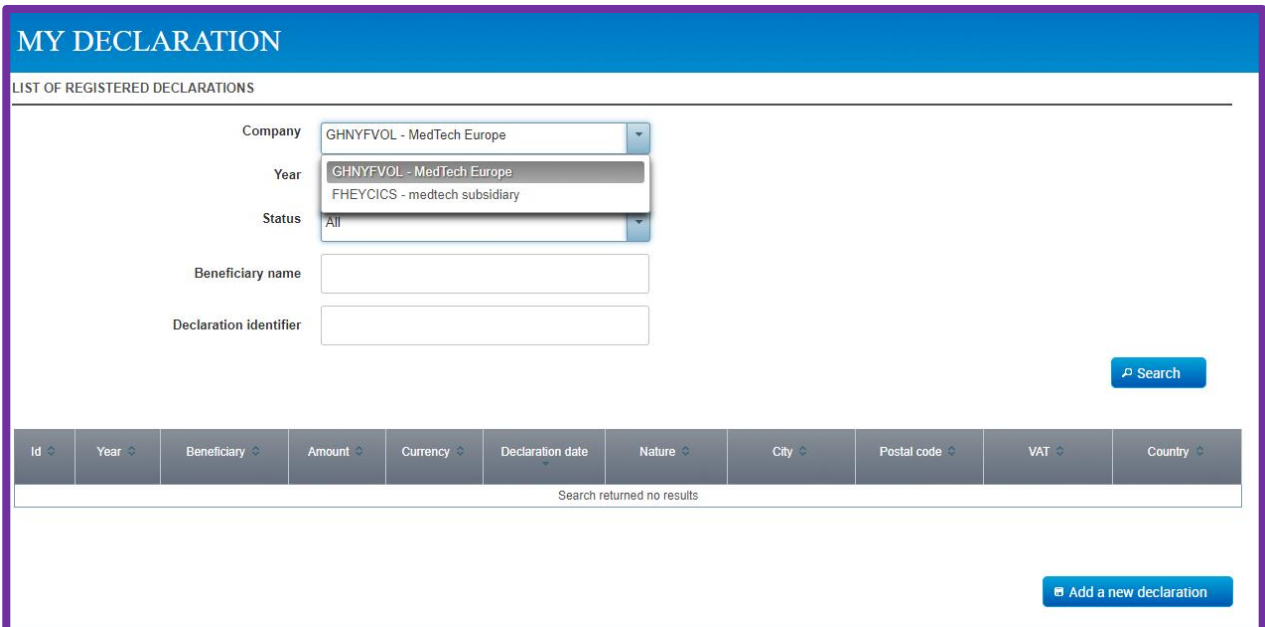 MY DECLARATION
LIST OF REGISTERED DECLARATIONS
Company GHNYFVOL - MedTech Europe
Year GHNYFVOL - MedTech Europe
FHEYCICS - medtech subsidiary
Status All
Beneficiary name
Declaration identifier
Search
Id Year Beneficiary Amount Currency Declaration date Nature City Postal code VAT Country
Search returned no results
Add a new declaration